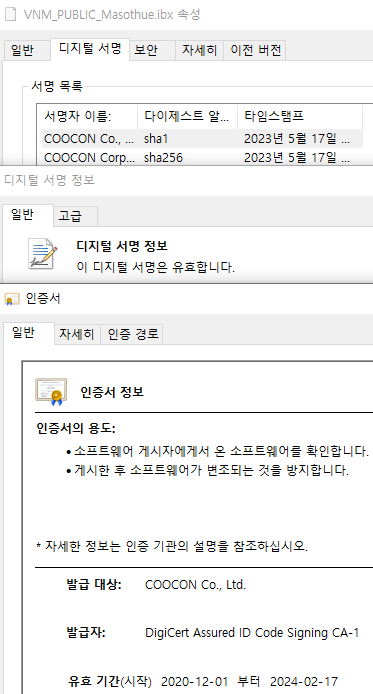 VNM_PUBLIC_Masothue.ibx 속성
일반 디지털 서명 보안 자세히 이전 버전
서명 목록
서명자 이름: 다이제스트 알... 타임스탬프
COOCON Co., ... sha1 2023년 5월 17일 ...
COOCON Corp... sha256 2023년 5월 17일 ...
디지털 서명 정보
일반 고급
디지털 서명 정보
이 디지털 서명은 유효합니다.
인증서
일반 자세히 인증 경로
인증서 정보
인증서의 용도:
• 소프트웨어 게시자에게서 온 소프트웨어를 확인합니다.
• 게시한 후 소프트웨어가 변조되는 것을 방지합니다.
* 자세한 정보는 인증 기관의 설명을 참조하십시오.
발급 대상: COOCON Co., Ltd.
발급자: DigiCert Assured ID Code Signing CA-1
유효 기간(시작) 2020-12-01 부터 2024-02-17